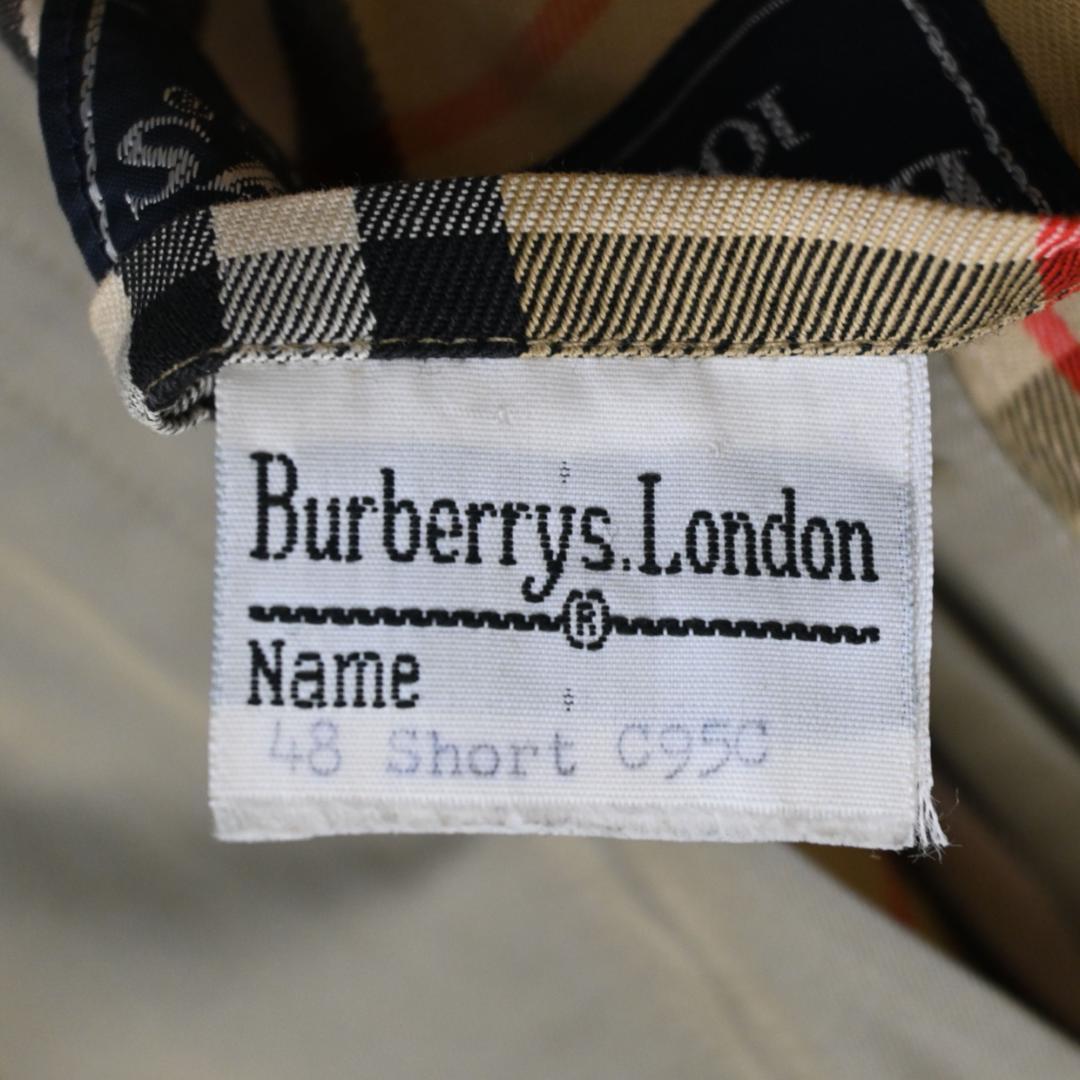 Burberrys.London
®
Name
48 Short C95C